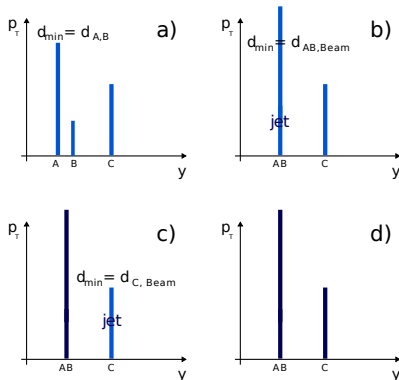 p_T
d_min = d_A,B
a)
A B C
y
p_T
b)
d_min = d_AB,Beam
jet
AB C
y
p_T
c)
d_min = d_C, Beam
jet
AB C
y
p_T
d)
AB C
y